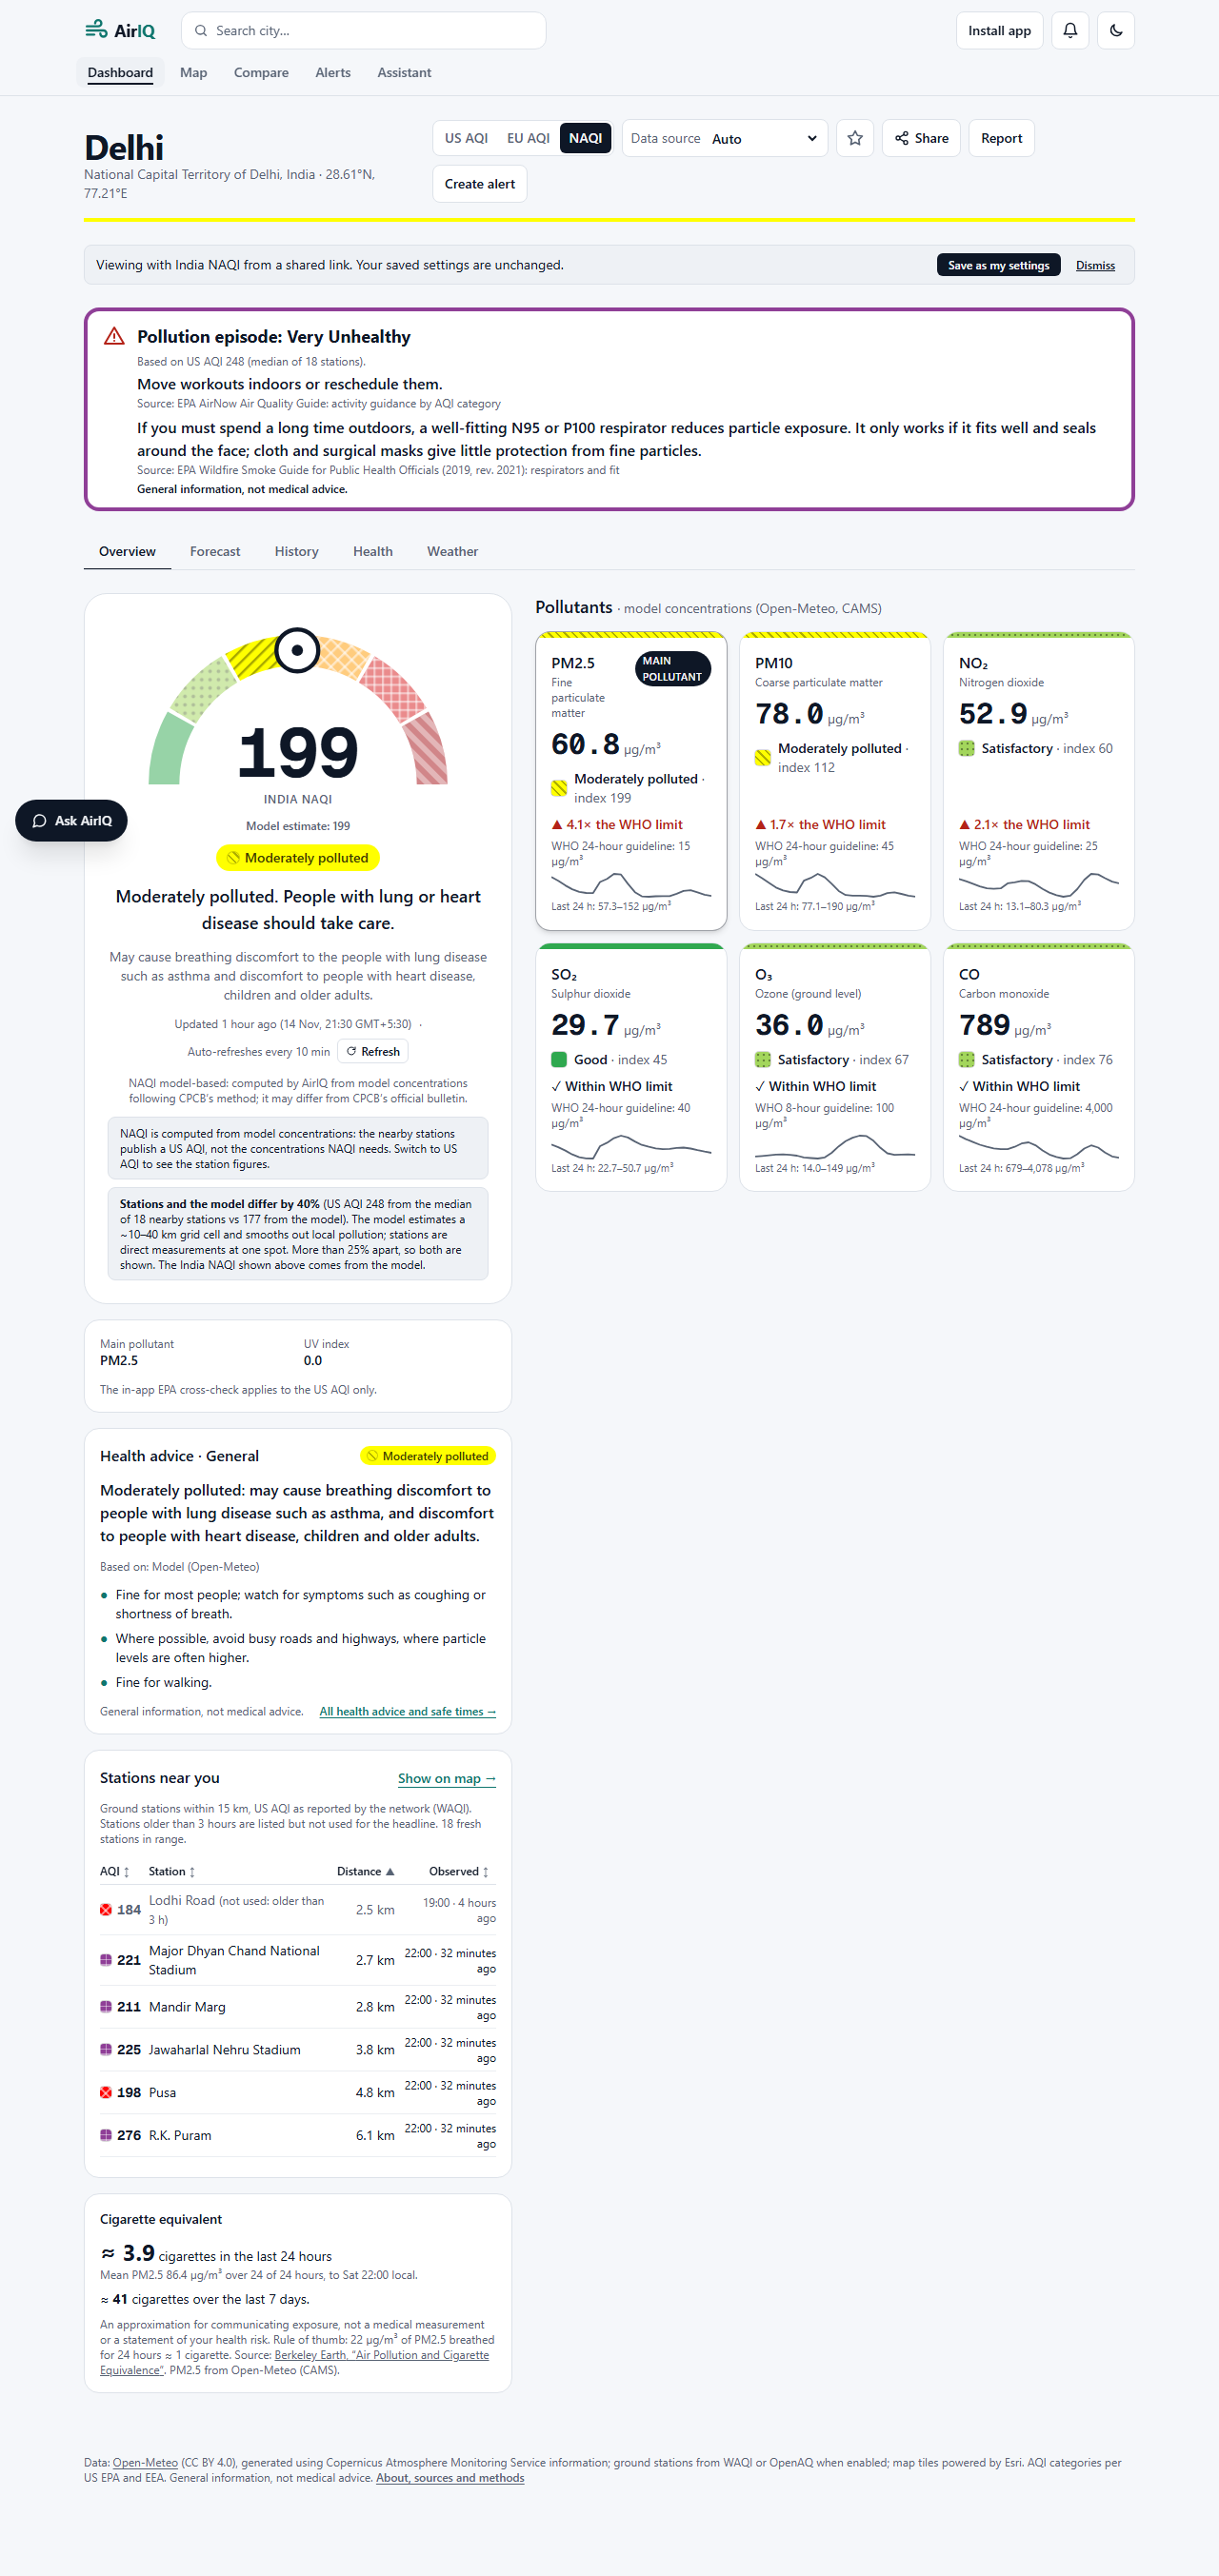 AirIQ
Search city...
Install app
Dashboard
Map
Compare
Alerts
Assistant
Delhi
National Capital Territory of Delhi, India · 28.61°N,
77.21°E
US AQI
EU AQI
NAQI
Data source Auto
Share
Report
Create alert
Viewing with India NAQI from a shared link. Your saved settings are unchanged.
Save as my settings
Dismiss
Pollution episode: Very Unhealthy
Based on US AQI 248 (median of 18 stations).
Move workouts indoors or reschedule them.
Source: EPA AirNow Air Quality Guide: activity guidance by AQI category
If you must spend a long time outdoors, a well-fitting N95 or P100 respirator reduces particle exposure. It only works if it fits well and seals
around the face; cloth and surgical masks give little protection from fine particles.
Source: EPA Wildfire Smoke Guide for Public Health Officials (2019, rev. 2021): respirators and fit
General information, not medical advice.
Overview
Forecast
History
Health
Weather
199
INDIA NAQI
Model estimate: 199
Moderately polluted
Moderately polluted. People with lung or heart
disease should take care.
May cause breathing discomfort to the people with lung disease
such as asthma and discomfort to people with heart disease,
children and older adults.
Updated 1 hour ago (14 Nov, 21:30 GMT+5:30) ·
Auto-refreshes every 10 min
Refresh
NAQI model-based: computed by AirIQ from model concentrations
following CPCB's method; it may differ from CPCB's official bulletin.
NAQI is computed from model concentrations: the nearby stations
publish a US AQI, not the concentrations NAQI needs. Switch to US
AQI to see the station figures.
Stations and the model differ by 40% (US AQI 248 from the median
of 18 nearby stations vs 177 from the model). The model estimates a
~10–40 km grid cell and smooths out local pollution; stations are
direct measurements at one spot. More than 25% apart, so both are
shown. The India NAQI shown above comes from the model.
Ask AirIQ
Pollutants · model concentrations (Open-Meteo, CAMS)
PM2.5
MAIN
POLLUTANT
Fine
particulate
matter
60.8 µg/m³
Moderately polluted ·
index 199
▲ 4.1× the WHO limit
WHO 24-hour guideline: 15
µg/m³
Last 24 h: 57.3–152 µg/m³
PM10
Coarse particulate matter
78.0 µg/m³
Moderately polluted ·
index 112
▲ 1.7× the WHO limit
WHO 24-hour guideline: 45
µg/m³
Last 24 h: 77.1–190 µg/m³
NO₂
Nitrogen dioxide
52.9 µg/m³
Satisfactory · index 60
▲ 2.1× the WHO limit
WHO 24-hour guideline: 25
µg/m³
Last 24 h: 13.1–80.3 µg/m³
SO₂
Sulphur dioxide
29.7 µg/m³
Good · index 45
✓ Within WHO limit
WHO 24-hour guideline: 40
µg/m³
Last 24 h: 22.7–50.7 µg/m³
O₃
Ozone (ground level)
36.0 µg/m³
Satisfactory · index 67
✓ Within WHO limit
WHO 8-hour guideline: 100
µg/m³
Last 24 h: 14.0–149 µg/m³
CO
Carbon monoxide
789 µg/m³
Satisfactory · index 76
✓ Within WHO limit
WHO 24-hour guideline: 4,000
µg/m³
Last 24 h: 679–4,078 µg/m³
Main pollutant
PM2.5
UV index
0.0
The in-app EPA cross-check applies to the US AQI only.
Health advice · General
Moderately polluted
Moderately polluted: may cause breathing discomfort to
people with lung disease such as asthma, and discomfort
to people with heart disease, children and older adults.
Based on: Model (Open-Meteo)
● Fine for most people; watch for symptoms such as coughing or
shortness of breath.
● Where possible, avoid busy roads and highways, where particle
levels are often higher.
● Fine for walking.
General information, not medical advice.
All health advice and safe times →
Stations near you
Show on map →
Ground stations within 15 km, US AQI as reported by the network (WAQI).
Stations older than 3 hours are listed but not used for the headline. 18 fresh
stations in range.
AQI ↕ Station ↕ Distance ▲ Observed ↕
184 Lodhi Road (not used: older than
3 h)
2.5 km
19:00 · 4 hours
ago
221 Major Dhyan Chand National
Stadium
2.7 km
22:00 · 32 minutes
ago
211 Mandir Marg
2.8 km
22:00 · 32 minutes
ago
225 Jawaharlal Nehru Stadium
3.8 km
22:00 · 32 minutes
ago
198 Pusa
4.8 km
22:00 · 32 minutes
ago
276 R.K. Puram
6.1 km
22:00 · 32 minutes
ago
Cigarette equivalent
≈ 3.9 cigarettes in the last 24 hours
Mean PM2.5 86.4 µg/m³ over 24 of 24 hours, to Sat 22:00 local.
≈ 41 cigarettes over the last 7 days.
An approximation for communicating exposure, not a medical measurement
or a statement of your health risk. Rule of thumb: 22 µg/m³ of PM2.5 breathed
for 24 hours ≈ 1 cigarette. Source: Berkeley Earth, "Air Pollution and Cigarette
Equivalence". PM2.5 from Open-Meteo (CAMS).
Data: Open-Meteo (CC BY 4.0), generated using Copernicus Atmosphere Monitoring Service information; ground stations from WAQI or OpenAQ when enabled; map tiles powered by Esri. AQI categories per
US EPA and EEA. General information, not medical advice. About, sources and methods